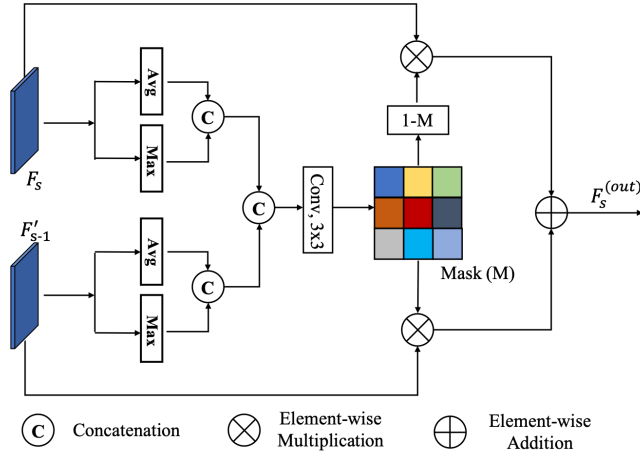 Avg
C
1-M
Max
F_s
Conv, 3x3
C
F_s^{(out)}
F'_{s-1}
Avg
Mask (M)
C
Max
C Concatenation
Element-wise
Multiplication
Element-wise
Addition